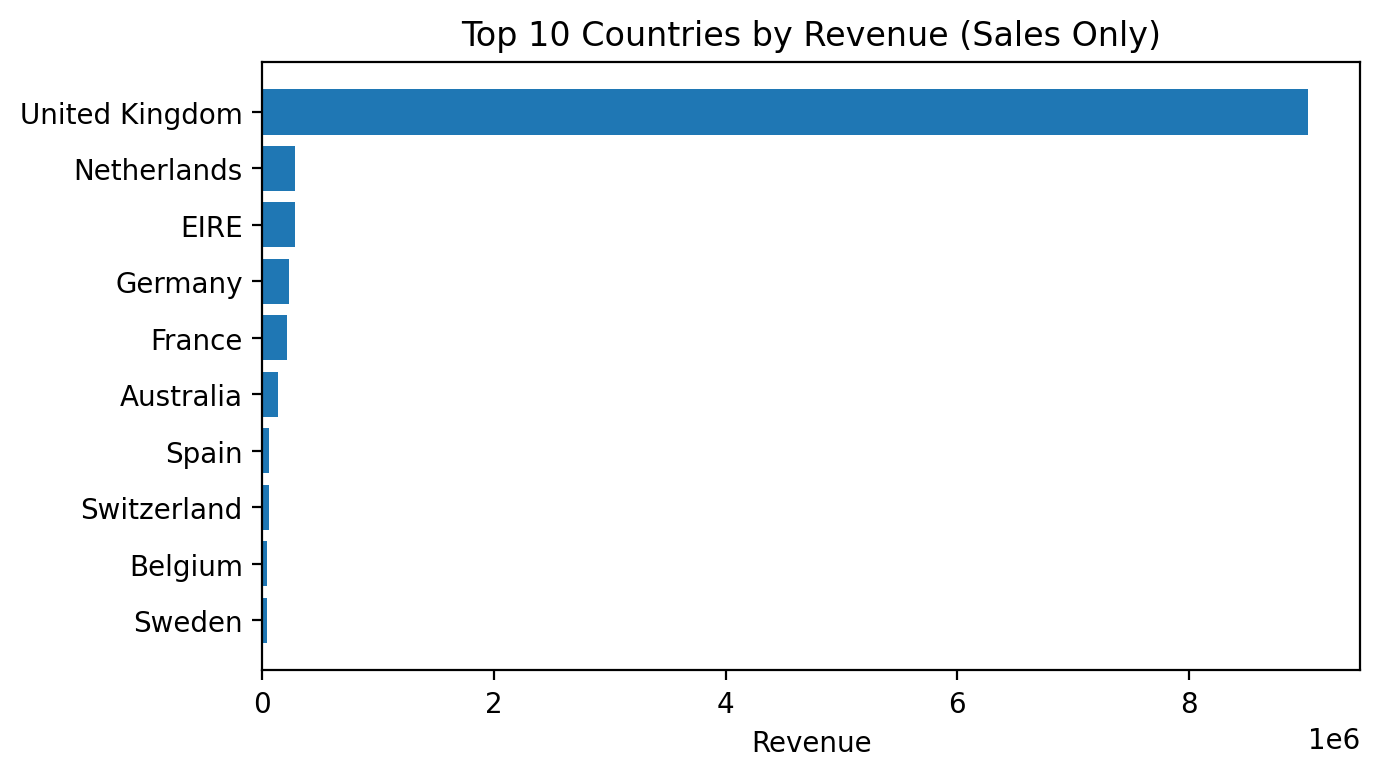 Top 10 Countries by Revenue (Sales Only)
United Kingdom
Netherlands
EIRE
Germany
France
Australia
Spain
Switzerland
Belgium
Sweden
0 2 4 6 8
Revenue
1e6